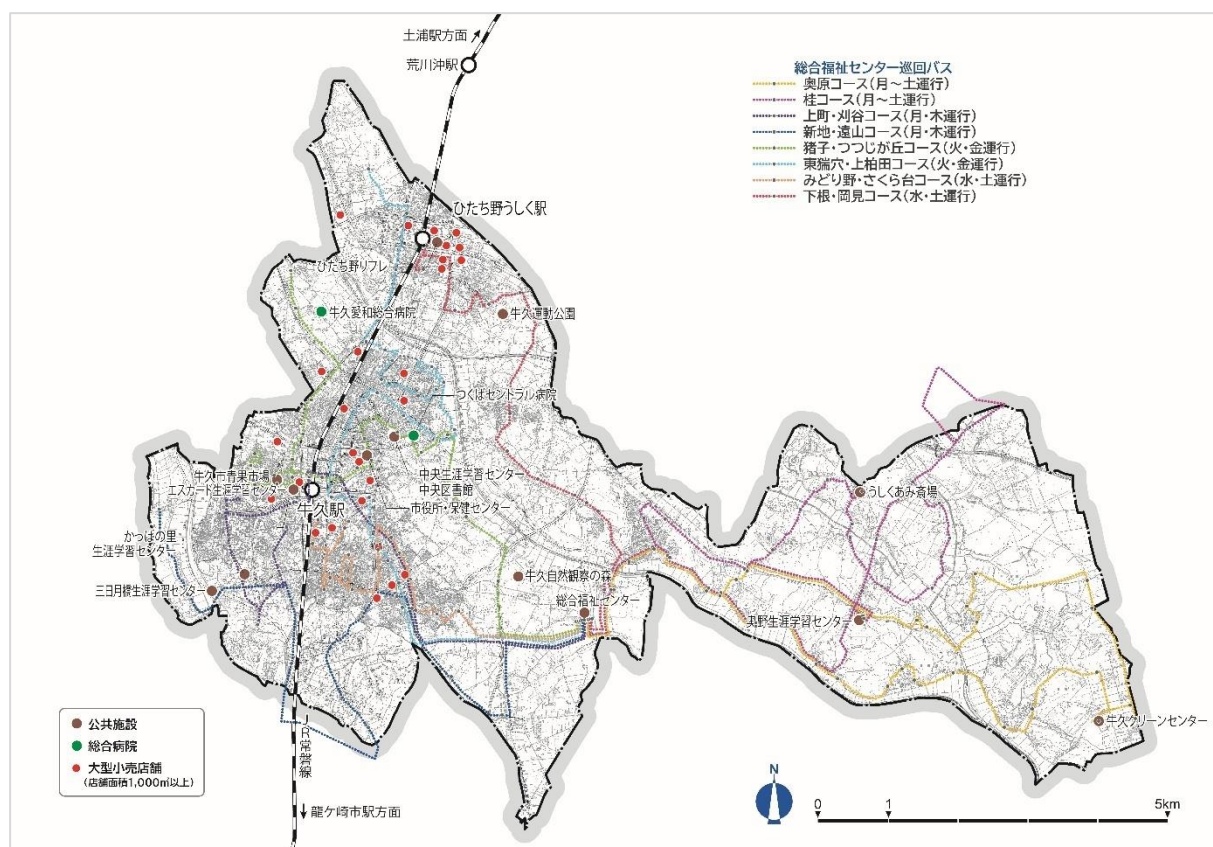 土浦駅方面
荒川沖駅
総合福祉センター巡回バス
奥原コース(月～土運行)
桂コース(月～土運行)
上町・刈谷コース(月・木運行)
新地・遠山コース(月・木運行)
猪子・つつじが丘コース(火・金運行)
東猯穴・上柏田コース(火・金運行)
みどり野・さくら台コース(水・土運行)
下根・岡見コース(水・土運行)
ひたち野うしく駅
ひたち野リフレ
牛久愛和総合病院
牛久運動公園
つくばセントラル病院
中央生涯学習センター
中央図書館
牛久市青果市場
エスカード生涯学習センター
牛久駅
市役所・保健センター
うしくあみ斎場
かっぱの里
生涯学習センター
三日月橋生涯学習センター
牛久自然観察の森
総合福祉センター
奥野生涯学習センター
牛久クリーンセンター
JR常磐線
龍ケ崎市駅方面
公共施設
総合病院
大型小売店舗
(店舗面積1,000㎡以上)
N
0 1 5km